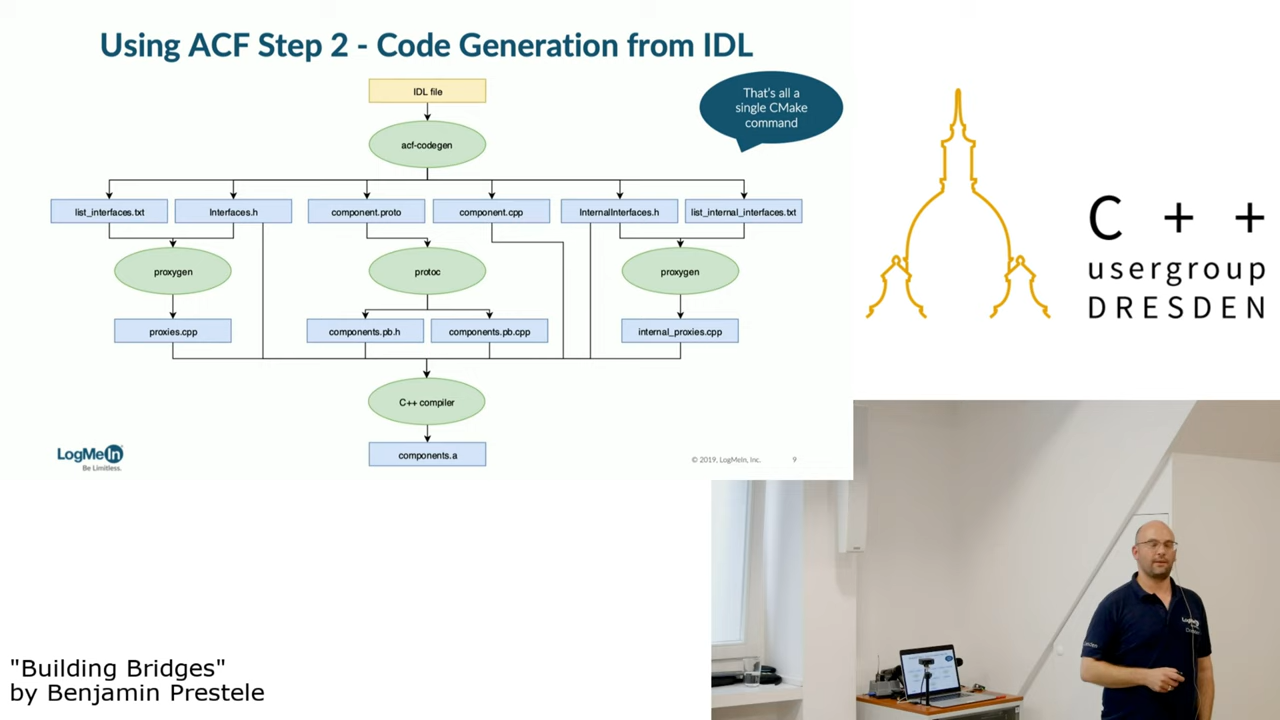 Using ACF Step 2 - Code Generation from IDL
IDL file
That's all a
single CMake
command
acf-codegen
list_interfaces.txt
Interfaces.h
component.proto
component.cpp
InternalInterfaces.h
list_internal_interfaces.txt
proxygen
protoc
proxygen
proxies.cpp
components.pb.h
components.pb.cpp
internal_proxies.cpp
C++ compiler
components.a
LogMeIn
Be Limitless.
© 2019, LogMeIn, Inc.
9
C + +
usergroup
DRESDEN
"Building Bridges"
by Benjamin Prestele